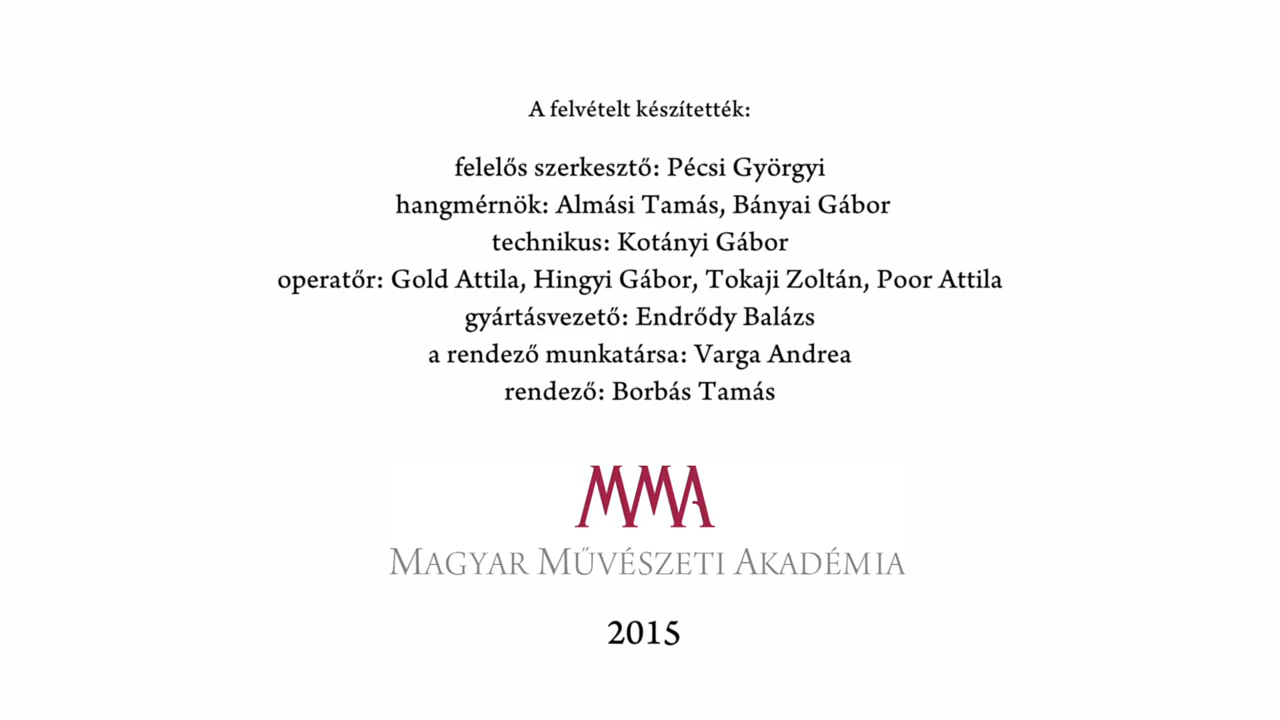 A felvételt készítették:
felelős szerkesztő: Pécsi Györgyi
hangmérnök: Almási Tamás, Bányai Gábor
technikus: Kotányi Gábor
operatőr: Gold Attila, Hingyi Gábor, Tokaji Zoltán, Poor Attila
gyártásvezető: Endrődy Balázs
a rendező munkatársa: Varga Andrea
rendező: Borbás Tamás
MMA
MAGYAR MŰVÉSZETI AKADÉMIA
2015